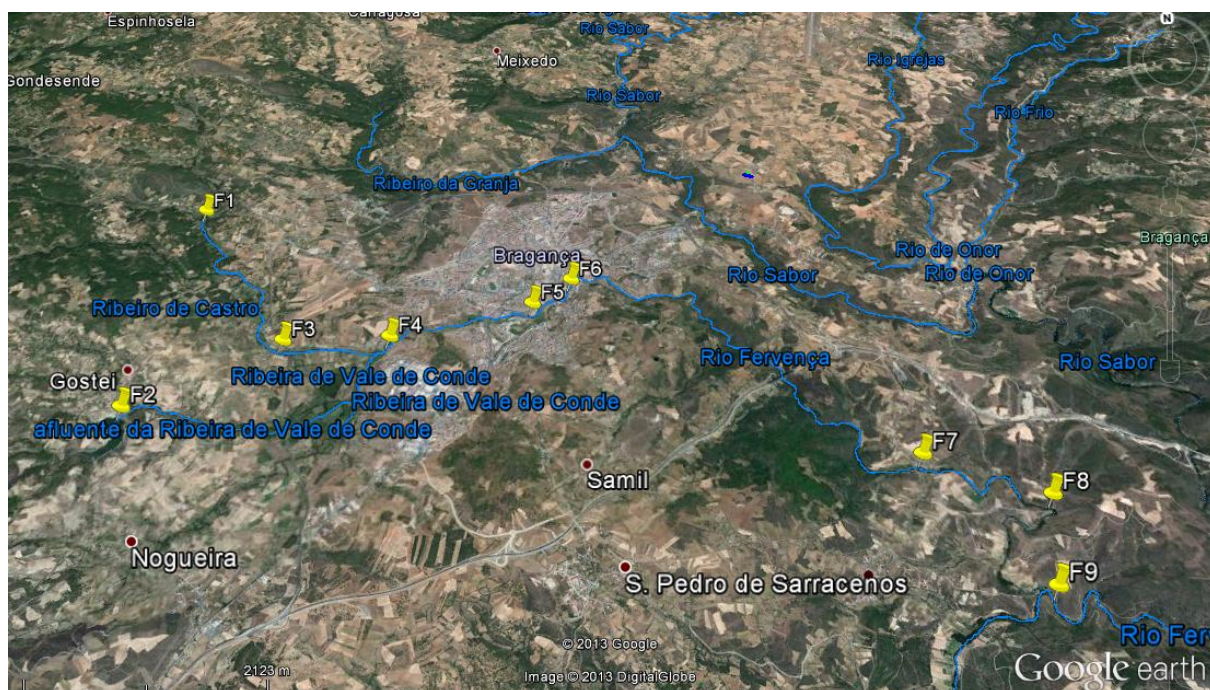 Carragosa
Espinhosela
Rio Sabor
N
Meixedo
Rio Igrejas
Gondesende
Rio Sabor
Rio Frio
Ribeiro da Granja
F1
Bragança
Bragança
Rio de Onor
F6
Rio Sabor
Rio de Onor
F5
Ribeiro de Castro
F3
F4
Rio Fervença
Rio Sabor
Ribeira de Vale de Conde
Gostei
F2
Ribeira de Vale de Conde
afluente da Ribeira de Vale de Conde
F7
Samil
F8
Nogueira
F9
S. Pedro de Sarracenos
Rio Fer
© 2013 Google
2123 m
Image © 2013 DigitalGlobe
Google earth